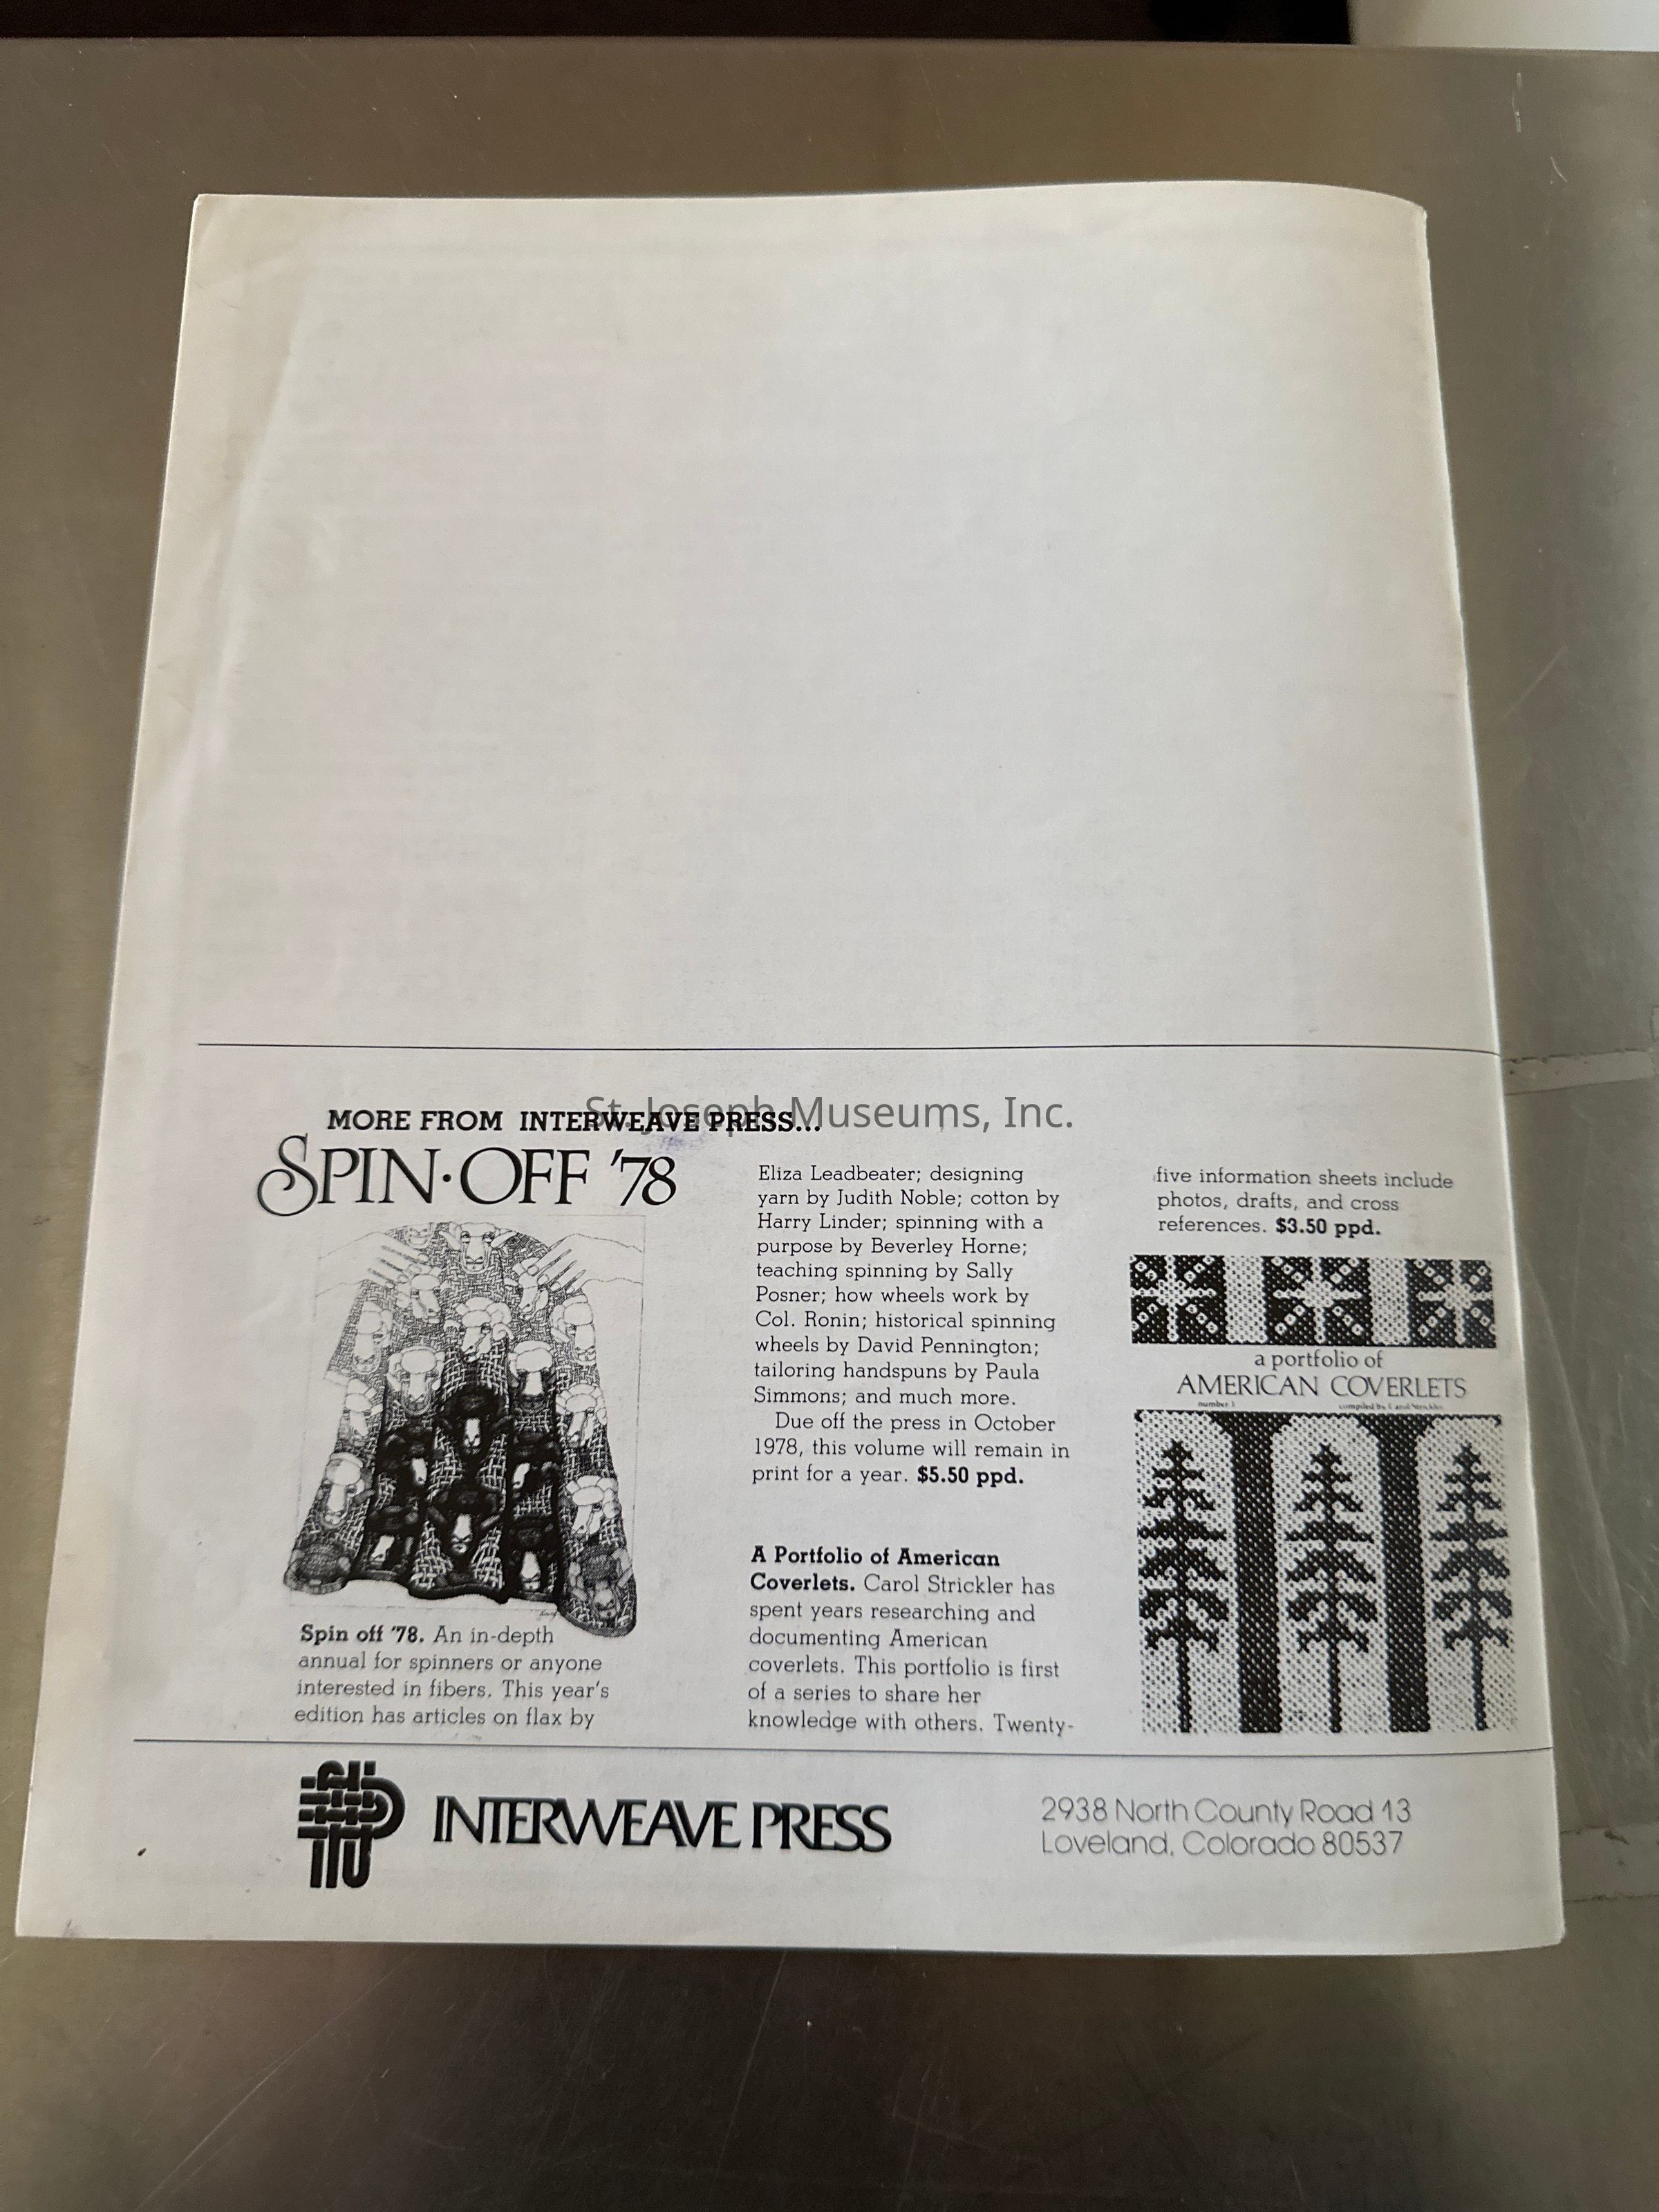 St. Joseph Museums, Inc.
MORE FROM INTERWEAVE PRESS...
SPIN·OFF '78
Spin off '78. An in-depth
annual for spinners or anyone
interested in fibers. This year's
edition has articles on flax by
Eliza Leadbeater; designing
yarn by Judith Noble; cotton by
Harry Linder; spinning with a
purpose by Beverley Horne;
teaching spinning by Sally
Posner; how wheels work by
Col. Ronin; historical spinning
wheels by David Pennington;
tailoring handspuns by Paula
Simmons; and much more.
Due off the press in October
1978, this volume will remain in
print for a year. $5.50 ppd.
A Portfolio of American
Coverlets. Carol Strickler has
spent years researching and
documenting American
coverlets. This portfolio is first
of a series to share her
knowledge with others. Twenty-
five information sheets include
photos, drafts, and cross
references. $3.50 ppd.
a portfolio of
AMERICAN COVERLETS
number 1 compiled by Carol Strickler
INTERWEAVE PRESS
2938 North County Road 13
Loveland, Colorado 80537